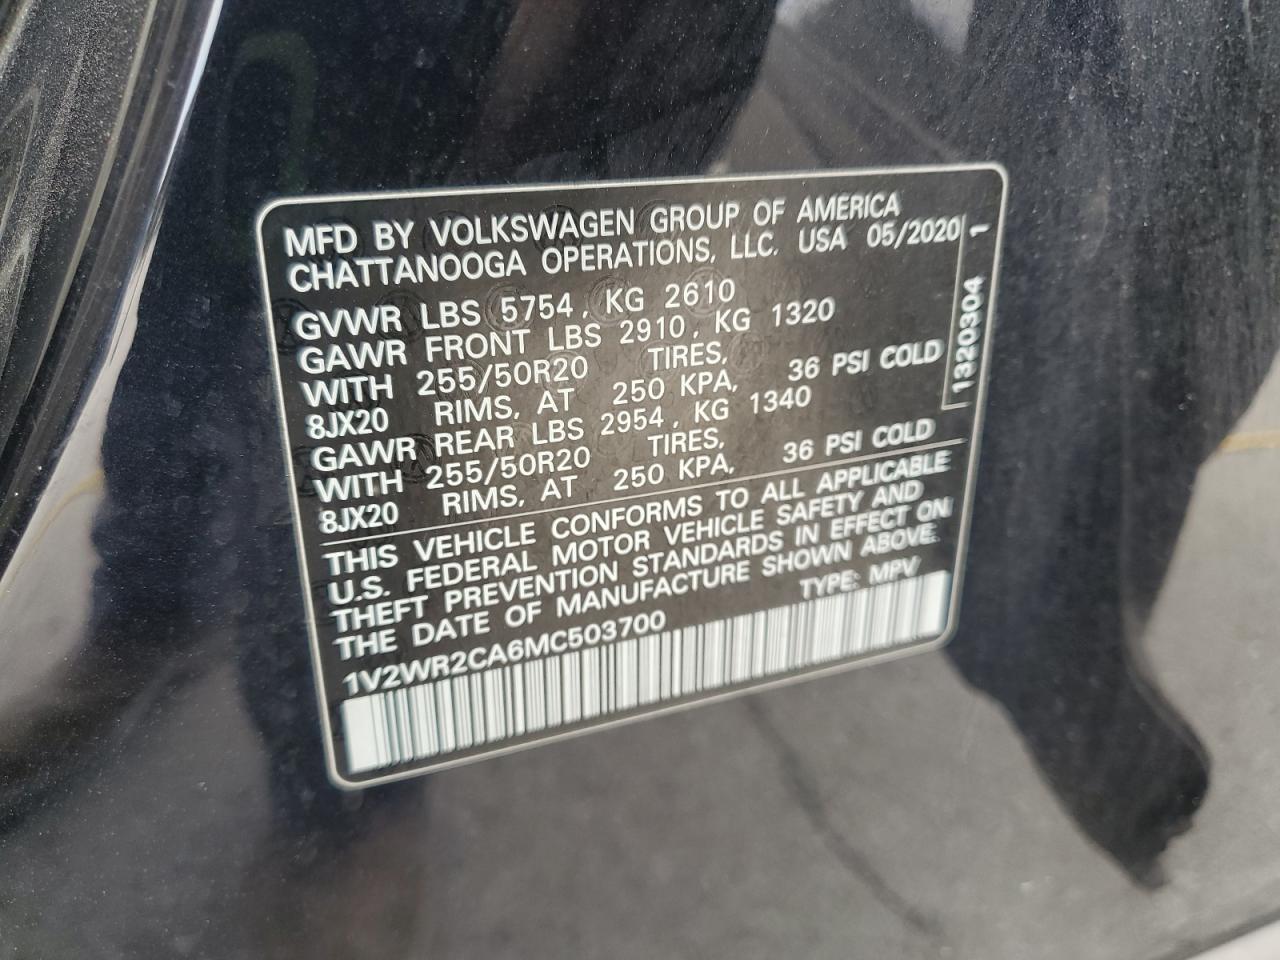 MFD BY VOLKSWAGEN GROUP OF AMERICA
CHATTANOOGA OPERATIONS, LLC. USA 05/2020
GVWR LBS 5754, KG 2610
GAWR FRONT LBS 2910, KG 1320
WITH 255/50R20 TIRES,
8JX20 RIMS, AT 250 KPA, 36 PSI COLD
GAWR REAR LBS 2954, KG 1340
WITH 255/50R20 TIRES,
8JX20 RIMS, AT 250 KPA, 36 PSI COLD
THIS VEHICLE CONFORMS TO ALL APPLICABLE
U.S. FEDERAL MOTOR VEHICLE SAFETY AND
THEFT PREVENTION STANDARDS IN EFFECT ON
THE DATE OF MANUFACTURE SHOWN ABOVE.
1V2WR2CA6MC503700 TYPE: MPV
1320304 1